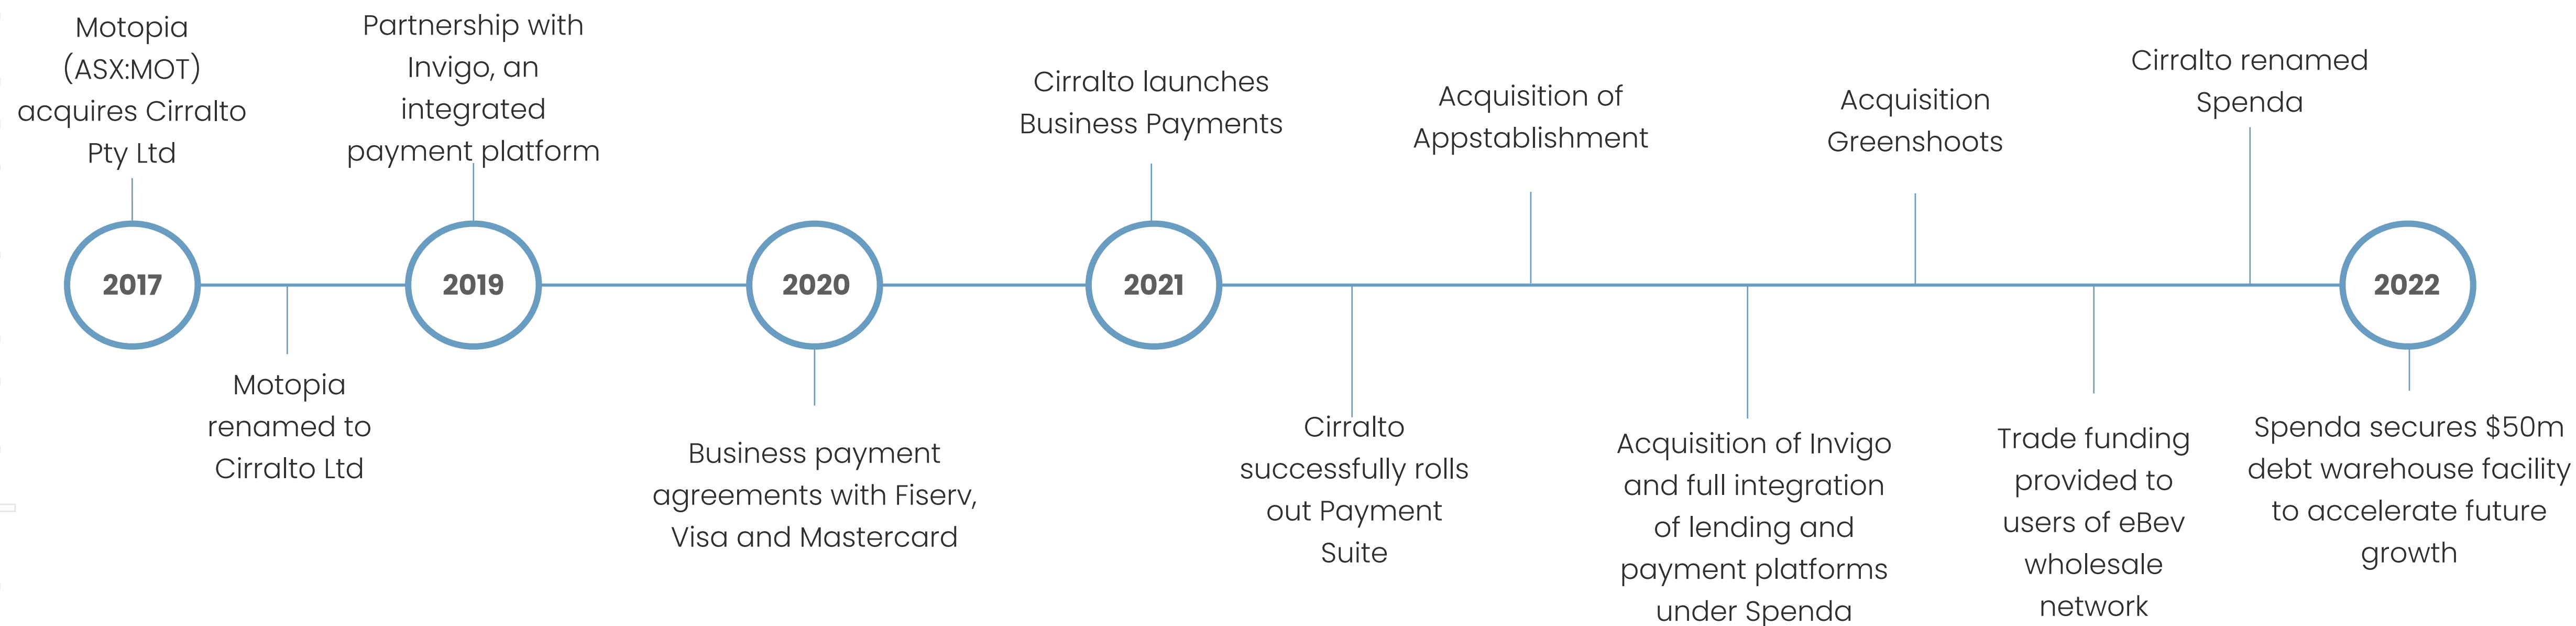 Motopia
(ASX:MOT)
acquires Cirralto
Pty Ltd
2017
Motopia
renamed to
Cirralto Ltd
Partnership with
Invigo, an
integrated
payment platform
2019
2020
Business payment
agreements with Fiserv,
Visa and Mastercard
Cirralto launches
Business Payments
2021
Cirralto
successfully rolls
out Payment
Suite
Acquisition of
Appstablishment
Acquisition of Invigo
and full integration
of lending and
payment platforms
under Spenda
Acquisition
Greenshoots
Trade funding
provided to
users of eBev
wholesale
network
Cirralto renamed
Spenda
2022
Spenda secures $50m
debt warehouse facility
to accelerate future
growth